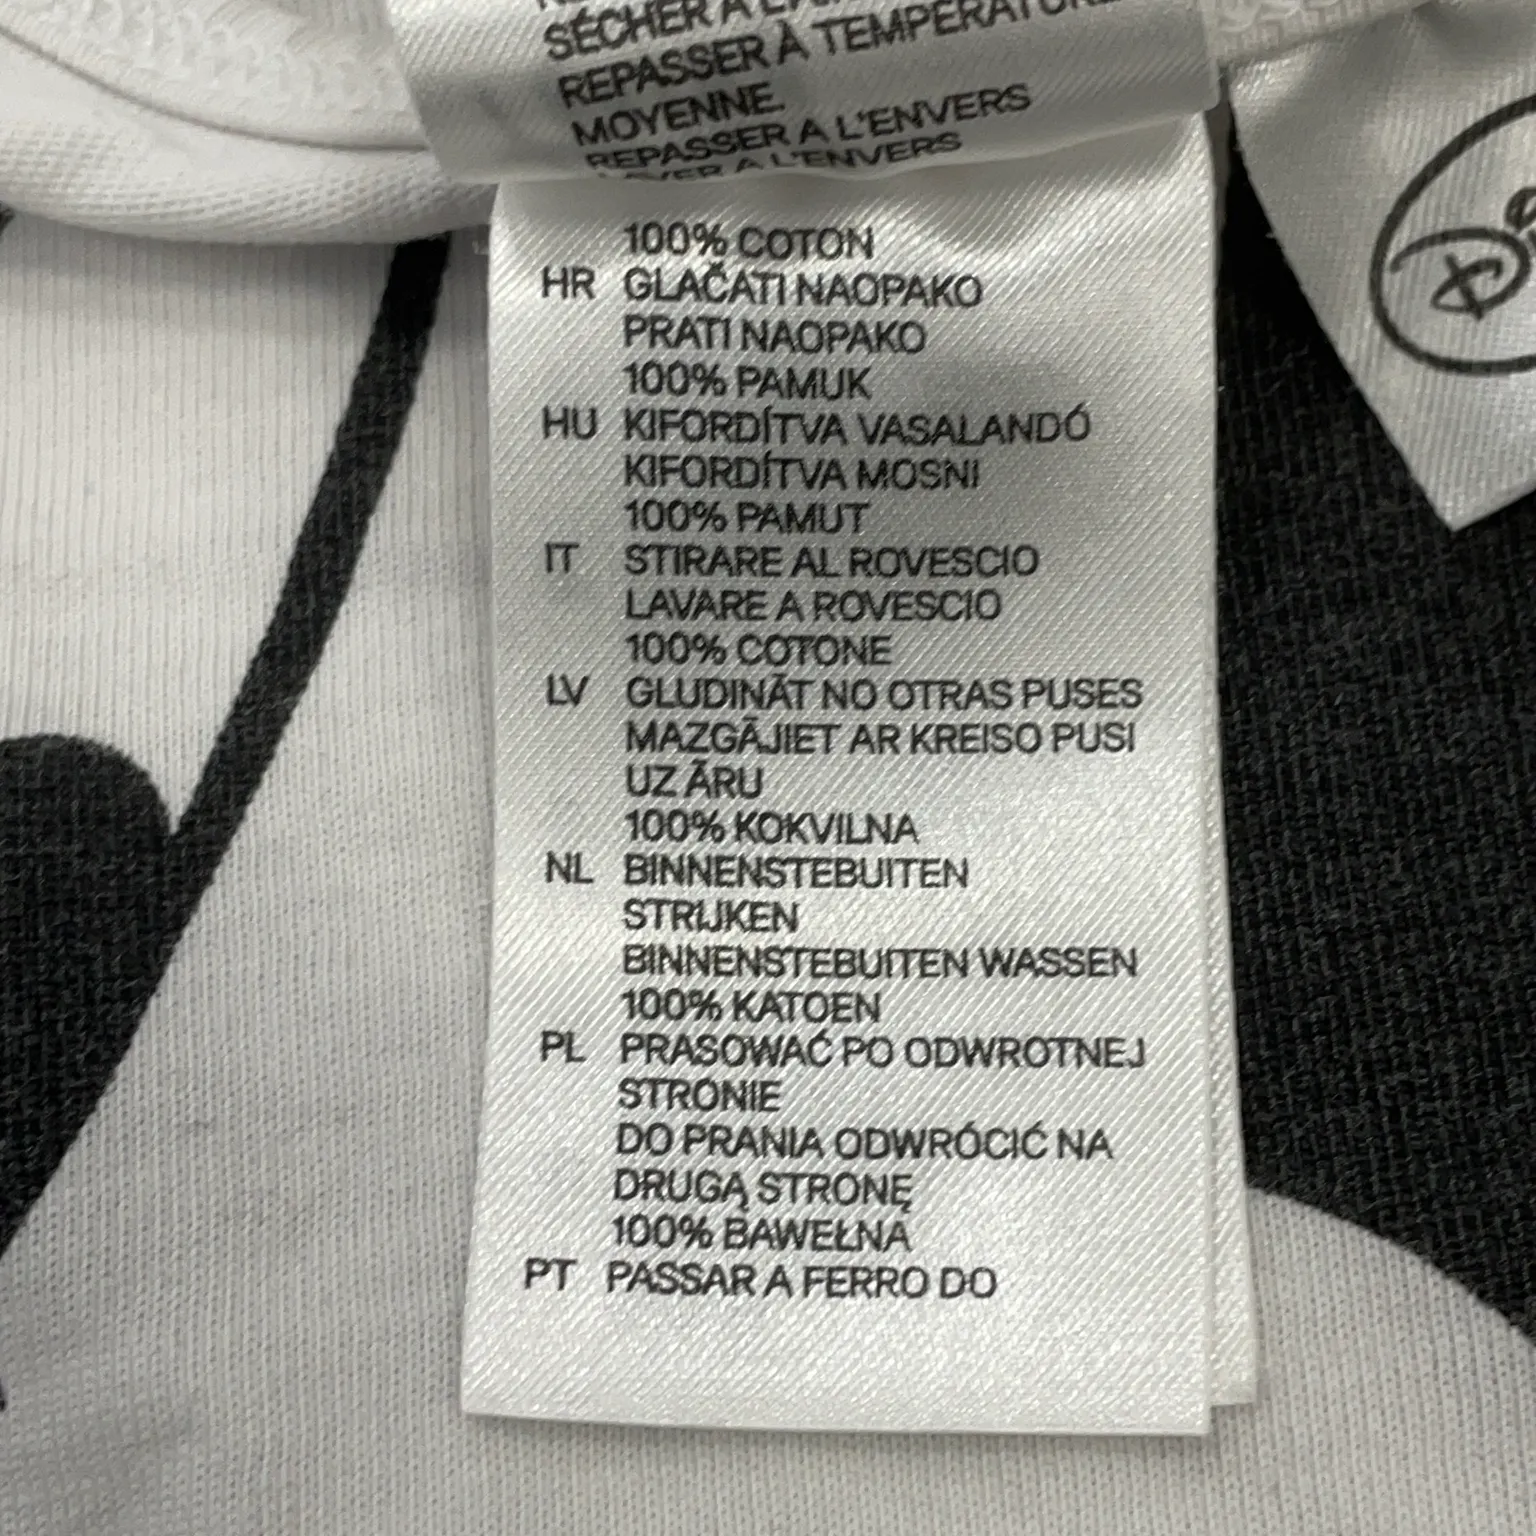 SÉCHER À
REPASSER À TEMPÉRATURE
MOYENNE.
REPASSER A L'ENVERS
LAVER A L'ENVERS
100% COTON
HR GLAČATI NAOPAKO
PRATI NAOPAKO
100% PAMUK
HU KIFORDÍTVA VASALANDÓ
KIFORDÍTVA MOSNI
100% PAMUT
IT STIRARE AL ROVESCIO
LAVARE A ROVESCIO
100% COTONE
LV GLUDINĀT NO OTRAS PUSES
MAZGĀJIET AR KREISO PUSI
UZ ĀRU
100% KOKVILNA
NL BINNENSTEBUITEN
STRIJKEN
BINNENSTEBUITEN WASSEN
100% KATOEN
PL PRASOWAĆ PO ODWROTNEJ
STRONIE
DO PRANIA ODWRÓCIĆ NA
DRUGĄ STRONĘ
100% BAWEŁNA
PT PASSAR A FERRO DO